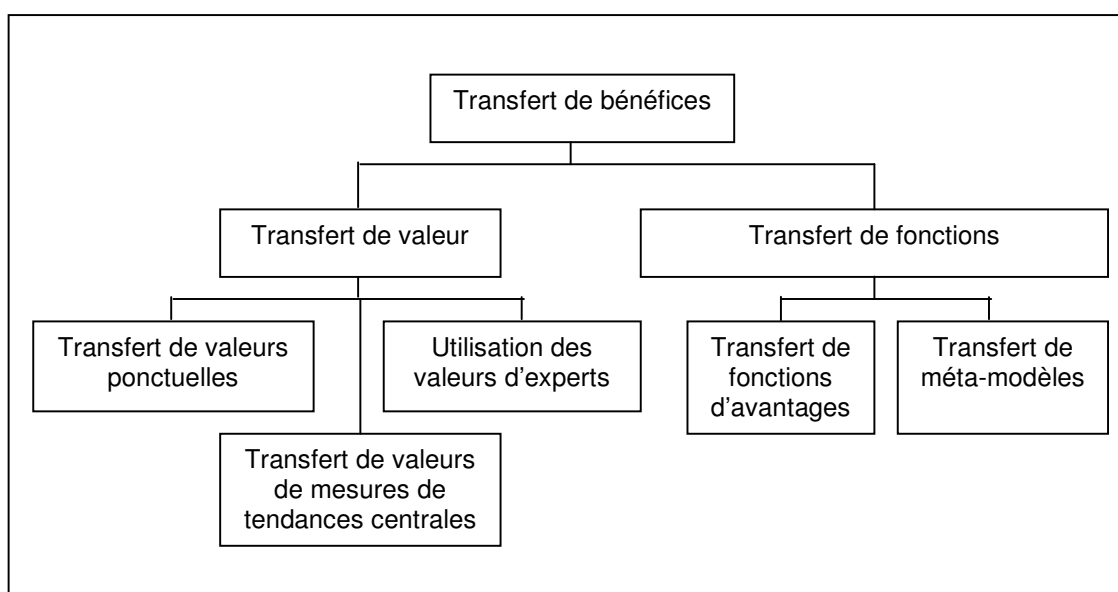 Transfert de bénéfices
Transfert de valeur
Transfert de fonctions
Transfert de valeurs
ponctuelles
Utilisation des
valeurs d'experts
Transfert de
fonctions
d'avantages
Transfert de
méta-modèles
Transfert de valeurs
de mesures de
tendances centrales